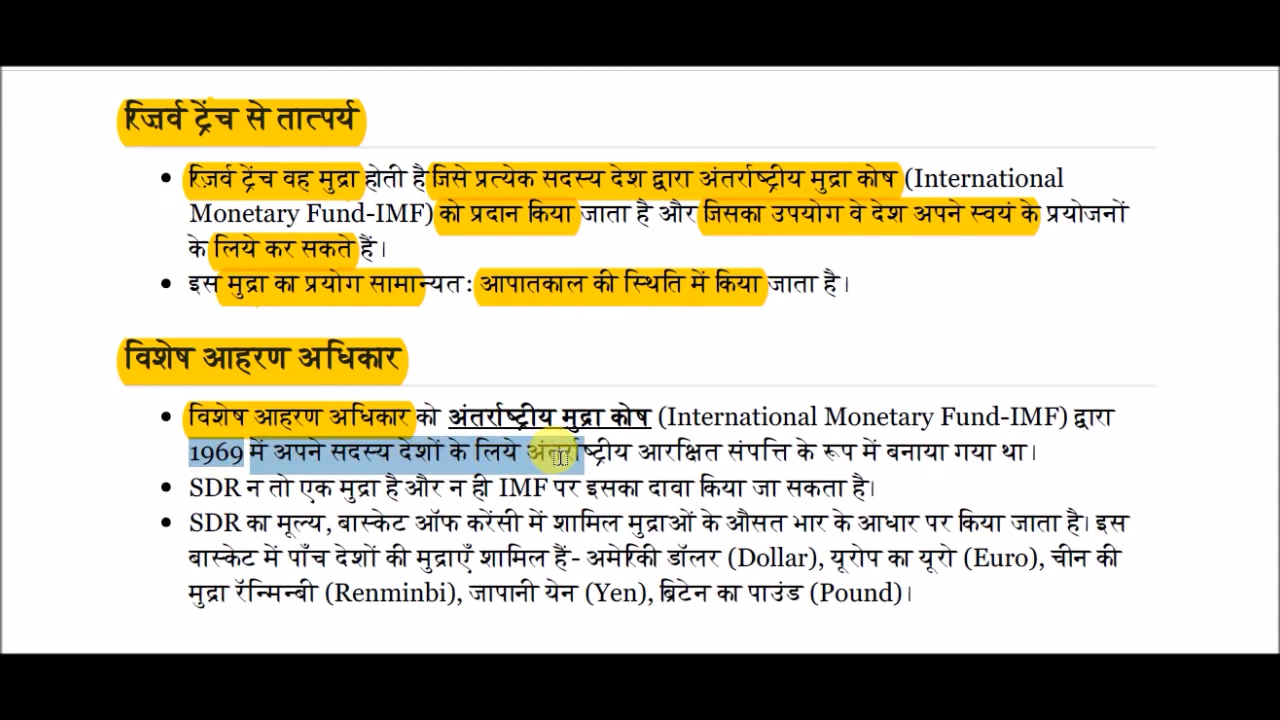 रिज़र्व ट्रेंच से तात्पर्य
रिज़र्व ट्रेंच वह मुद्रा होती है जिसे प्रत्येक सदस्य देश द्वारा अंतर्राष्ट्रीय मुद्रा कोष (International
Monetary Fund-IMF) को प्रदान किया जाता है और जिसका उपयोग वे देश अपने स्वयं के प्रयोजनों
के लिये कर सकते हैं।
इस मुद्रा का प्रयोग सामान्यतः आपातकाल की स्थिति में किया जाता है।
विशेष आहरण अधिकार
विशेष आहरण अधिकार को अंतर्राष्ट्रीय मुद्रा कोष (International Monetary Fund-IMF) द्वारा
1969 में अपने सदस्य देशों के लिये अंतर्राष्ट्रीय आरक्षित संपत्ति के रूप में बनाया गया था।
SDR न तो एक मुद्रा है और न ही IMF पर इसका दावा किया जा सकता है।
SDR का मूल्य, बास्केट ऑफ करेंसी में शामिल मुद्राओं के औसत भार के आधार पर किया जाता है। इस
बास्केट में पाँच देशों की मुद्राएँ शामिल हैं- अमेरिकी डॉलर (Dollar), यूरोप का यूरो (Euro), चीन की
मुद्रा रॅन्मिन्बी (Renminbi), जापानी येन (Yen), ब्रिटेन का पाउंड (Pound)।